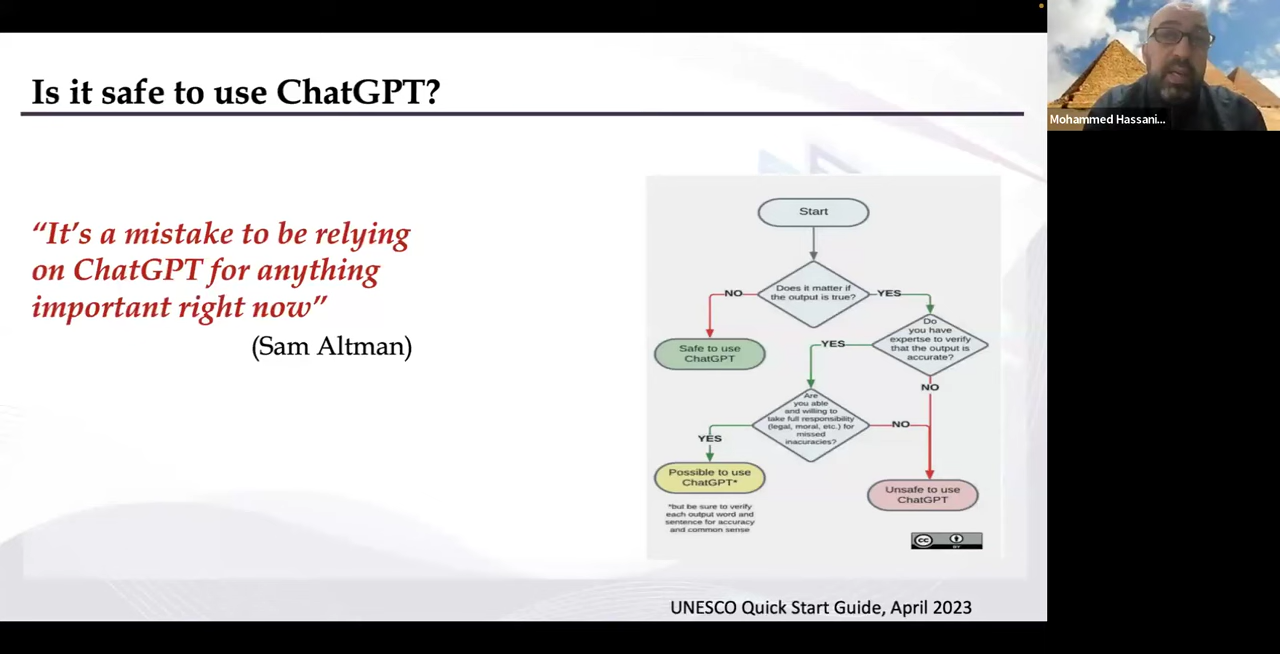 Is it safe to use ChatGPT?
“It’s a mistake to be relying
on ChatGPT for anything
important right now”
(Sam Altman)
Start
Does it matter if
the output is true?
NO
YES
Safe to use
ChatGPT
Do
you have
expertse to verify
that the output is
accurate?
YES
NO
Are
you able
and willing to
take full responsibility
(legal, moral, etc.) for
missed
inacuracies?
YES
NO
Possible to use
ChatGPT*
*but be sure to verify
each output word and
sentence for accuracy
and common sense
Unsafe to use
ChatGPT
cc
BY
UNESCO Quick Start Guide, April 2023
Mohammed Hassani...